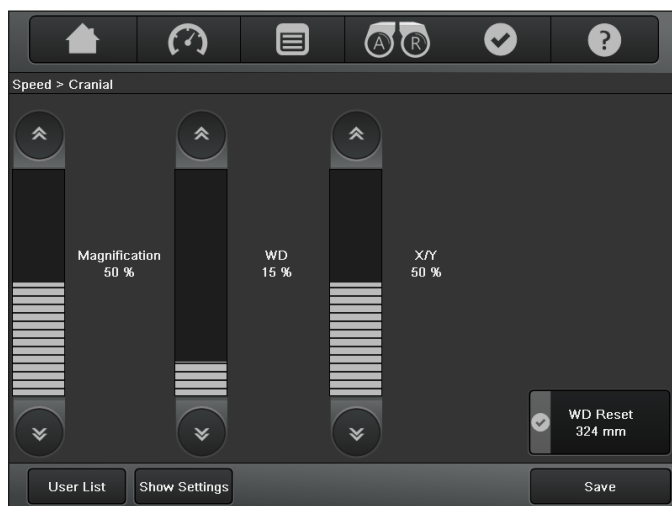 A R ?
Speed > Cranial
Magnification
50 %
WD
15 %
X/Y
50 %
WD Reset
324 mm
User List
Show Settings
Save